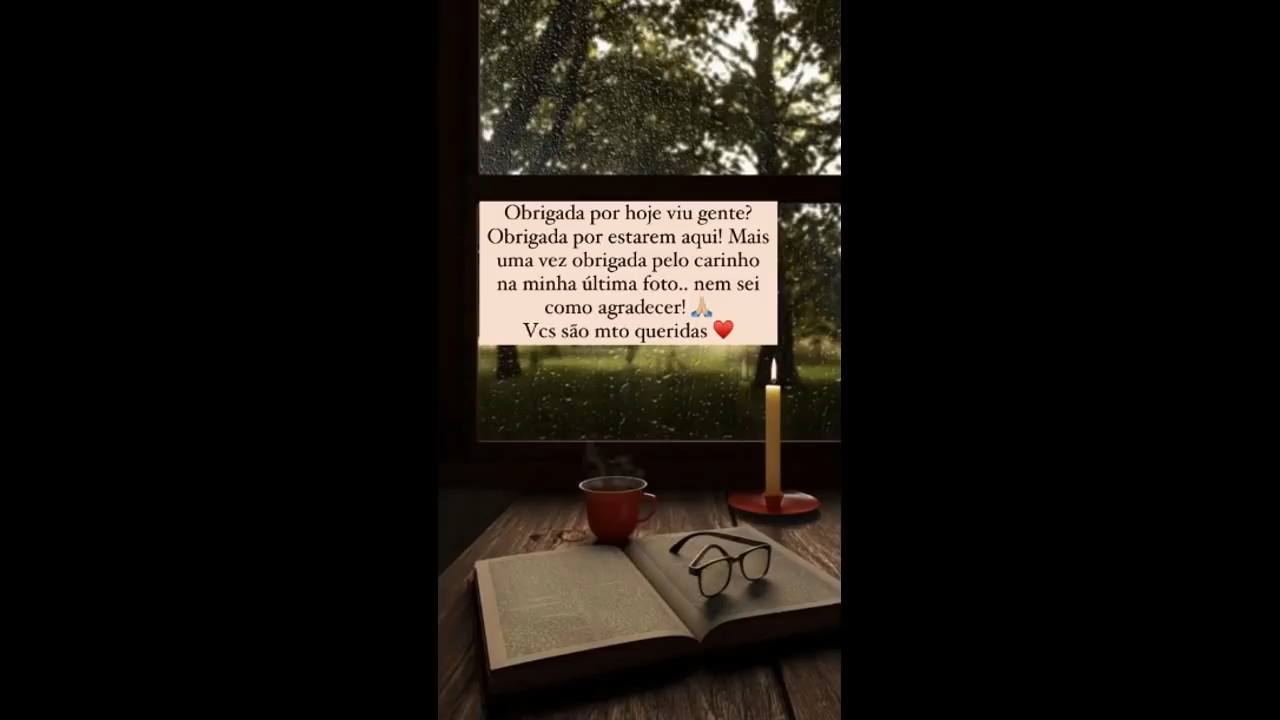 Obrigada por hoje viu gente?
Obrigada por estarem aqui! Mais
uma vez obrigada pelo carinho
na minha última foto.. nem sei
como agradecer! 🙏🏼
Vcs são mto queridas ❤️